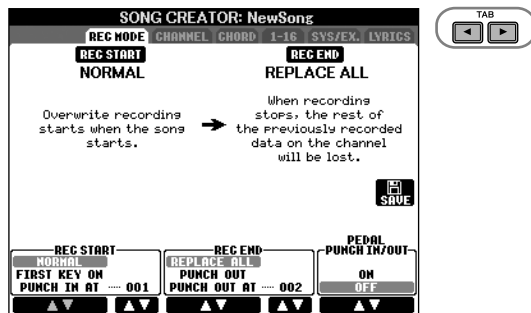 SONG CREATOR: NewSong
TAB
REC MODE CHANNEL CHORD 1-16 SYS/EX. LYRICS
REC START
NORMAL
REC END
REPLACE ALL
Overwrite recording
starts when the song
starts.
When recording
stops, the rest of
the previously recorded
data on the channel
will be lost.
SAVE
REC START
NORMAL
FIRST KEY ON
PUNCH IN AT ···· 001
REC END
REPLACE ALL
PUNCH OUT
PUNCH OUT AT ···· 002
PEDAL
PUNCH IN/OUT
ON
OFF